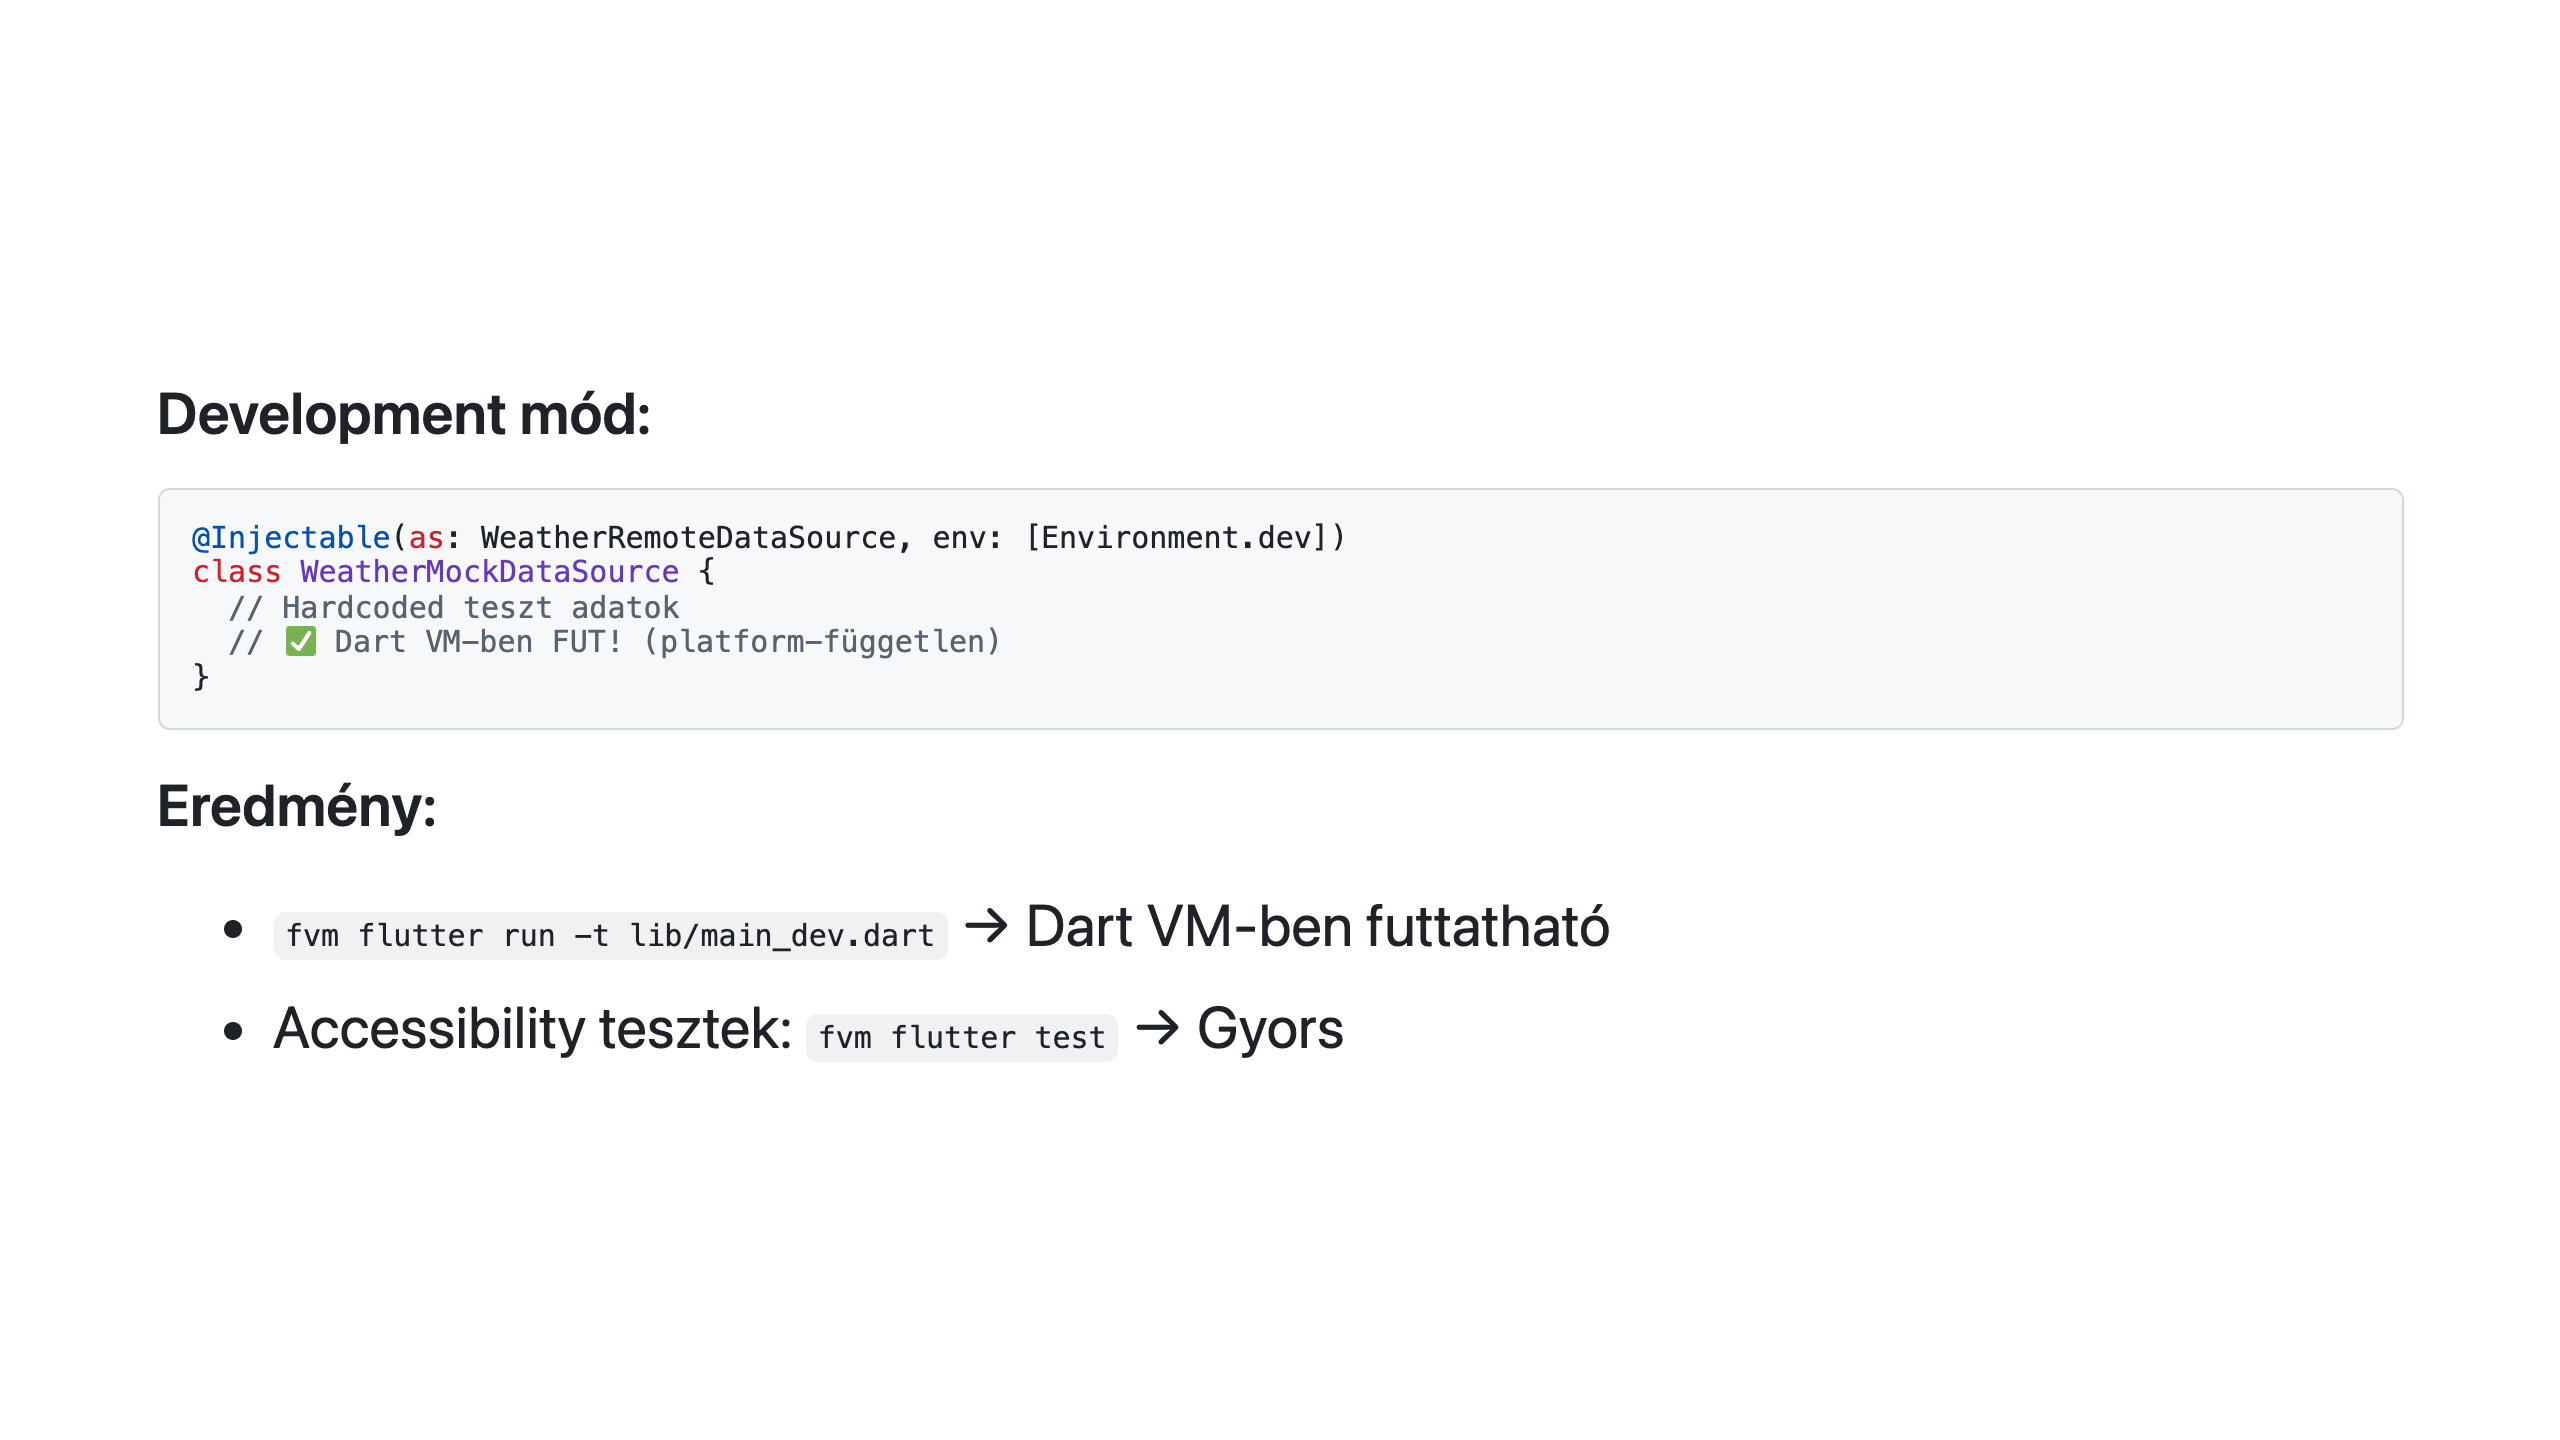 Development mód:
@Injectable(as: WeatherRemoteDataSource, env: [Environment.dev])
class WeatherMockDataSource {
  // Hardcoded teszt adatok
  // ✅ Dart VM-ben FUT! (platform-független)
}
Eredmény:
• fvm flutter run -t lib/main_dev.dart → Dart VM-ben futtatható
• Accessibility tesztek: fvm flutter test → Gyors